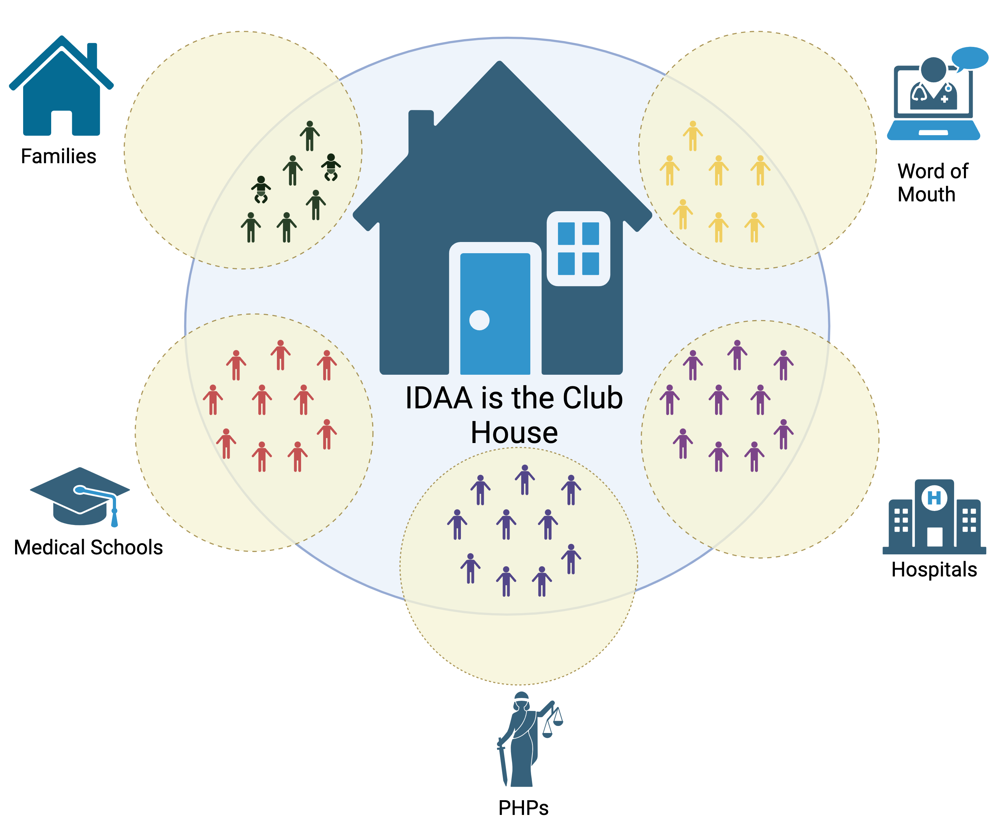 Families
Word of
Mouth
IDAA is the Club
House
Medical Schools
H
Hospitals
PHPs